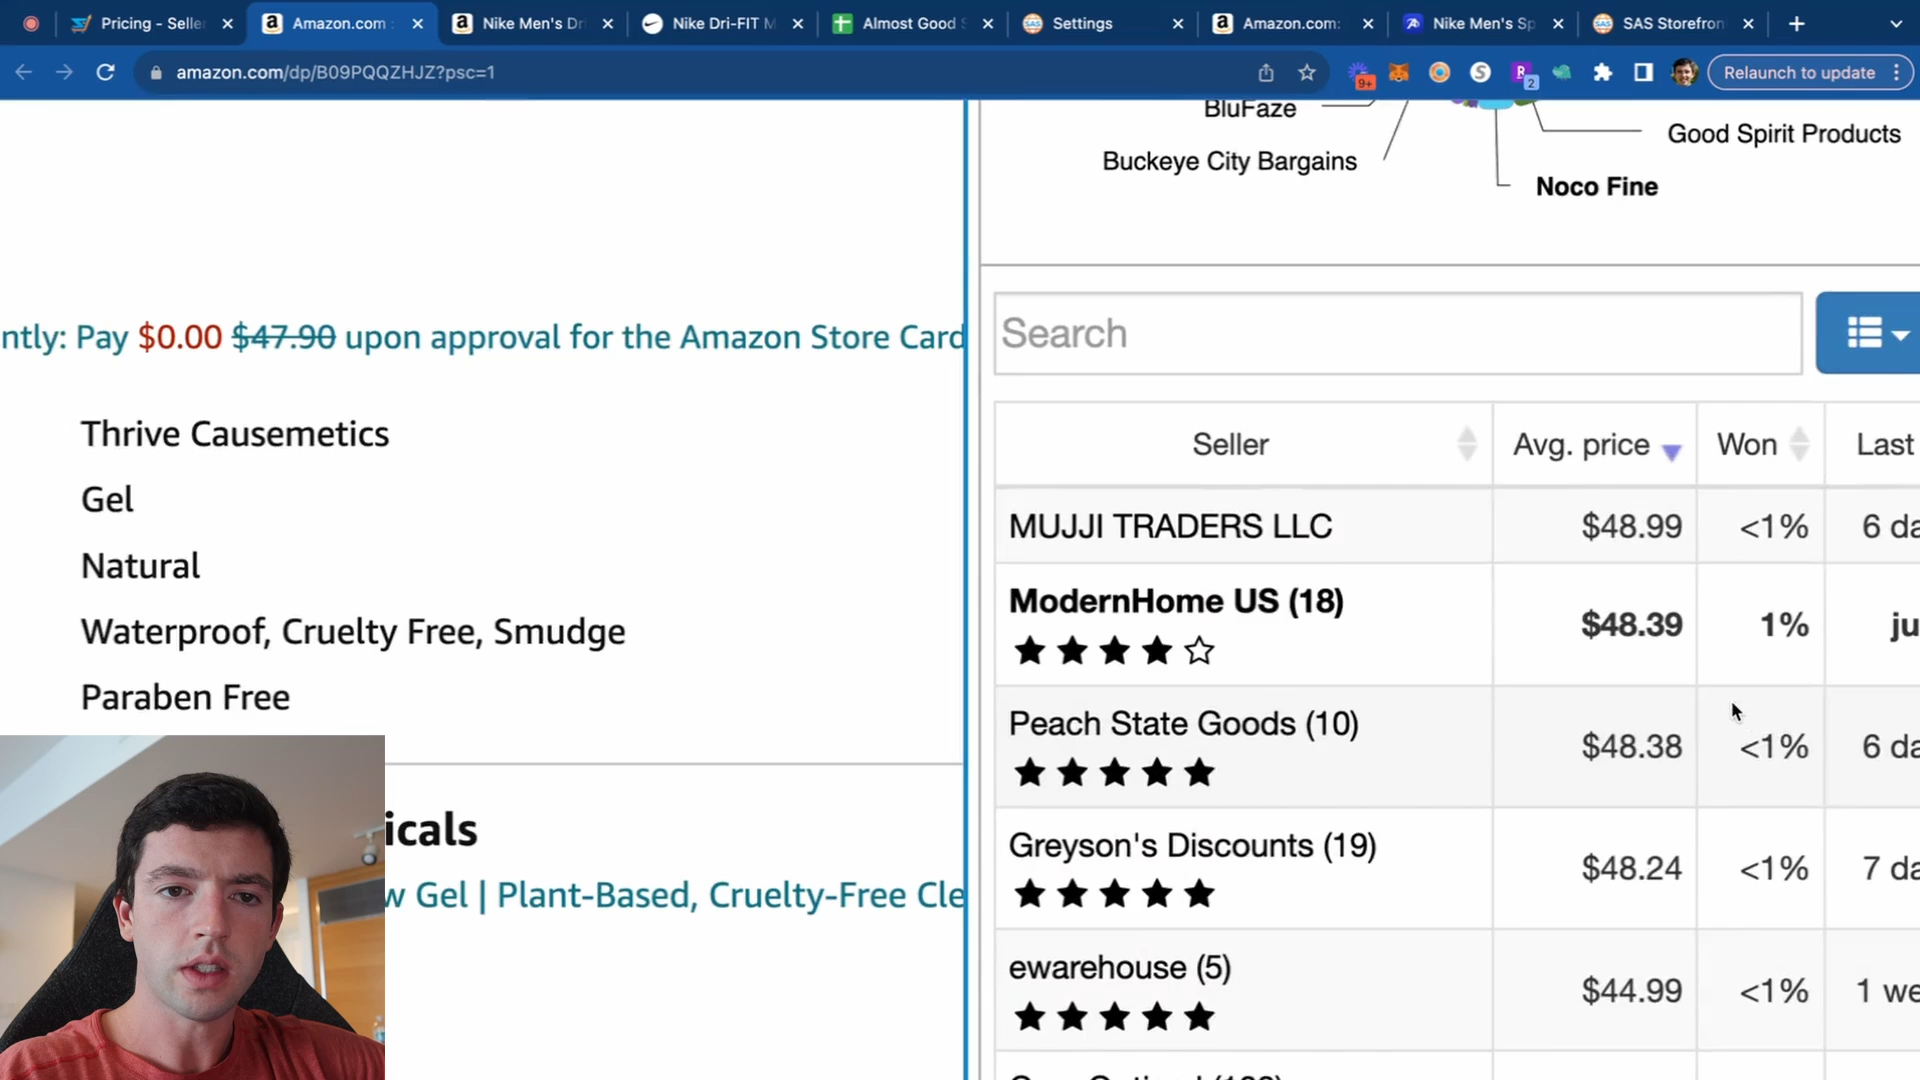 Pricing - Selle
Amazon.com :
Nike Men's Dr
Nike Dri-FIT M
Almost Good S
Settings
Amazon.com:
Nike Men's Sp
SAS Storefron
amazon.com/dp/B09PQQZHJZ?psc=1
9+
2
Relaunch to update
BluFaze
Good Spirit Products
Buckeye City Bargains
Noco Fine
ntly: Pay $0.00 $47.90 upon approval for the Amazon Store Card
Thrive Causemetics
Gel
Natural
Waterproof, Cruelty Free, Smudge
Paraben Free
icals
w Gel | Plant-Based, Cruelty-Free Cle
Search
Seller Avg. price Won Last
MUJJI TRADERS LLC $48.99 <1% 6 da
ModernHome US (18) $48.39 1% ju
Peach State Goods (10) $48.38 <1% 6 da
Greyson's Discounts (19) $48.24 <1% 7 da
ewarehouse (5) $44.99 <1% 1 we